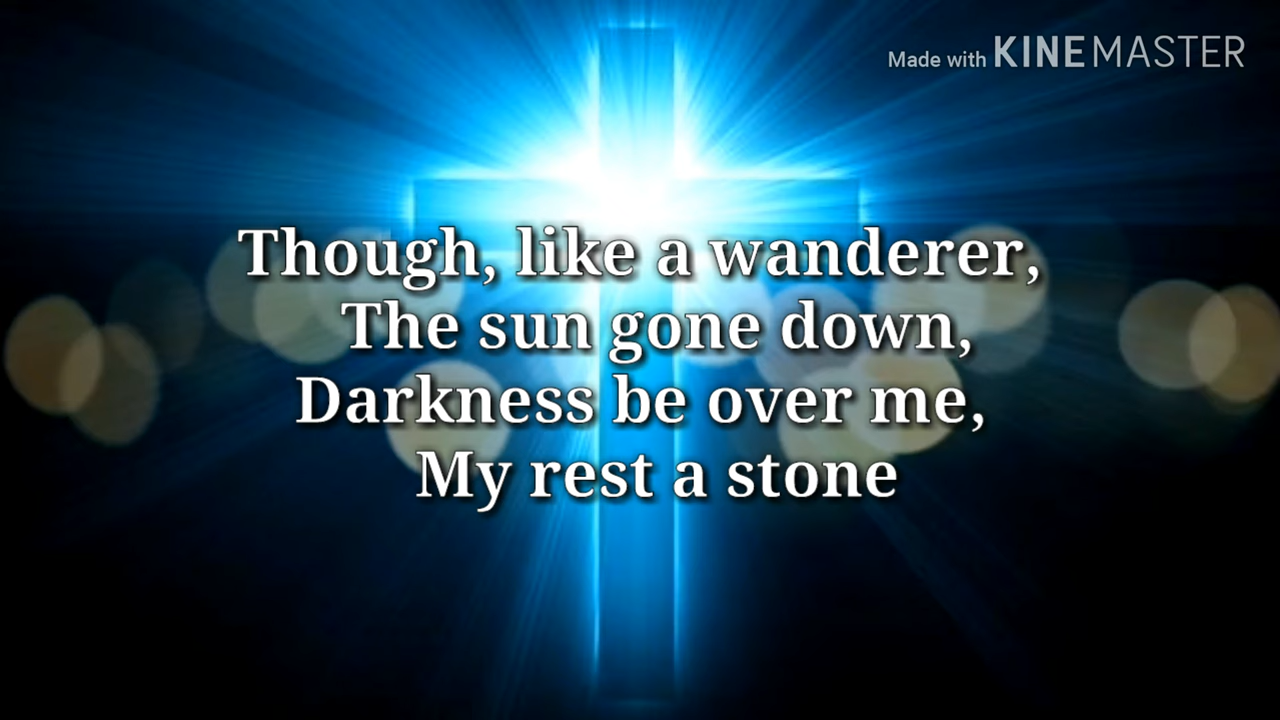 Made with KINEMASTER
Though, like a wanderer,
The sun gone down,
Darkness be over me,
My rest a stone